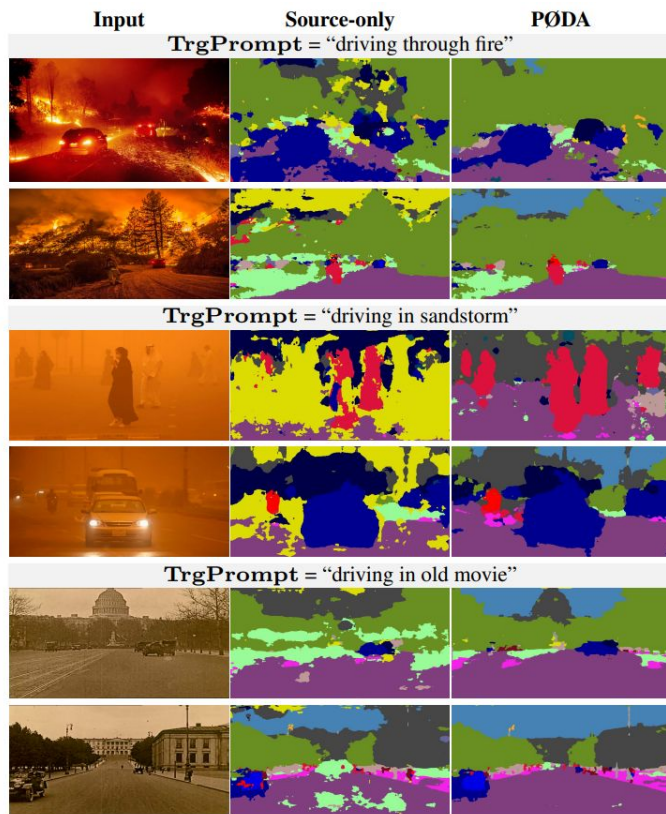 Input Source-only PØDA
TrgPrompt = “driving through fire”
TrgPrompt = “driving in sandstorm”
TrgPrompt = “driving in old movie”